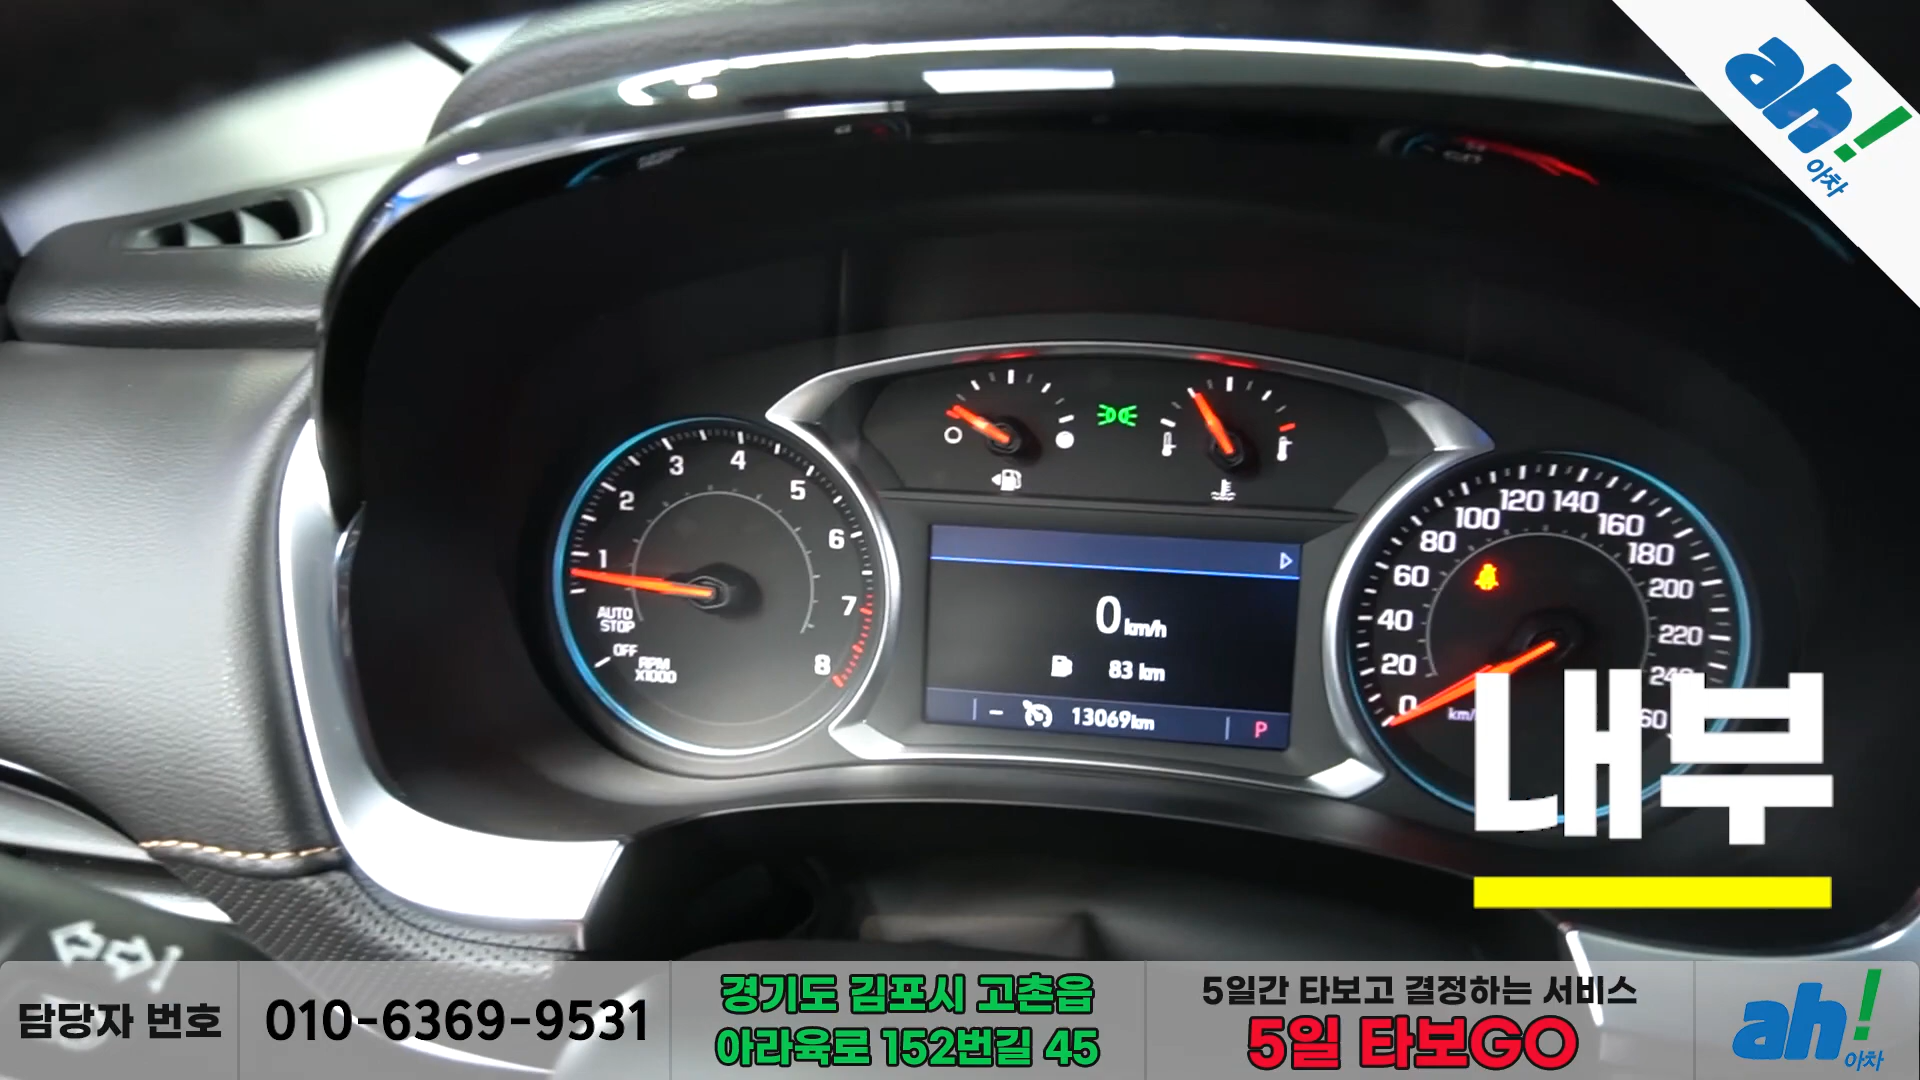 ah!
아차
1
2
3
4
5
6
7
8
AUTO
STOP
OFF
RPM
X1000
0
20
40
60
80
100
120
140
160
180
200
220
0 km/h
83 km
13069km
P
내부
담당자 번호
010-6369-9531
경기도 김포시 고촌읍
아라육로 152번길 45
5일간 타보고 결정하는 서비스
5일 타보GO
ah!
아차